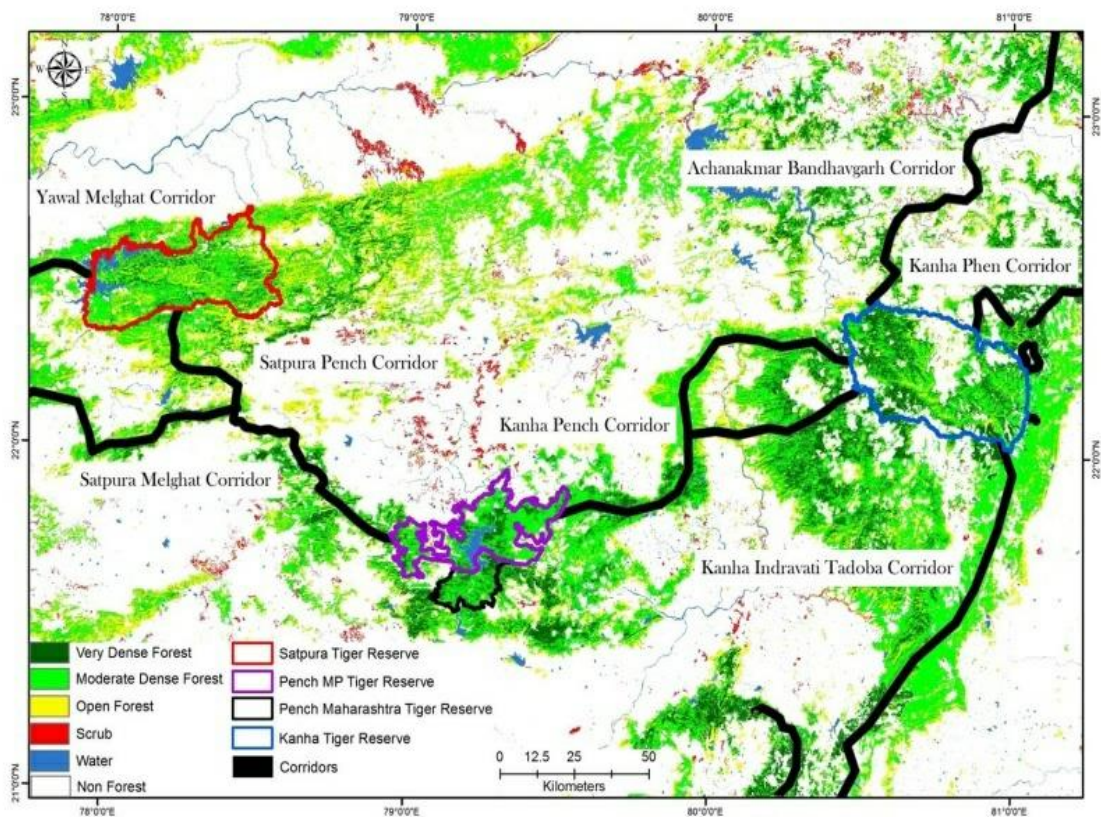 78°0'0"E 79°0'0"E 80°0'0"E 81°0'0"E
N
W E
S
23°0'0"N 23°0'0"N
Achanakmar Bandhavgarh Corridor
Yawal Melghat Corridor
Kanha Phen Corridor
Satpura Pench Corridor
Kanha Pench Corridor
22°0'0"N 22°0'0"N
Satpura Melghat Corridor
Kanha Indravati Tadoba Corridor
Very Dense Forest
Moderate Dense Forest
Open Forest
Scrub
Water
Non Forest
Satpura Tiger Reserve
Pench MP Tiger Reserve
Pench Maharashtra Tiger Reserve
Kanha Tiger Reserve
Corridors
0 12.5 25 50
Kilometers
21°0'0"N 21°0'0"N
78°0'0"E 79°0'0"E 80°0'0"E 81°0'0"E